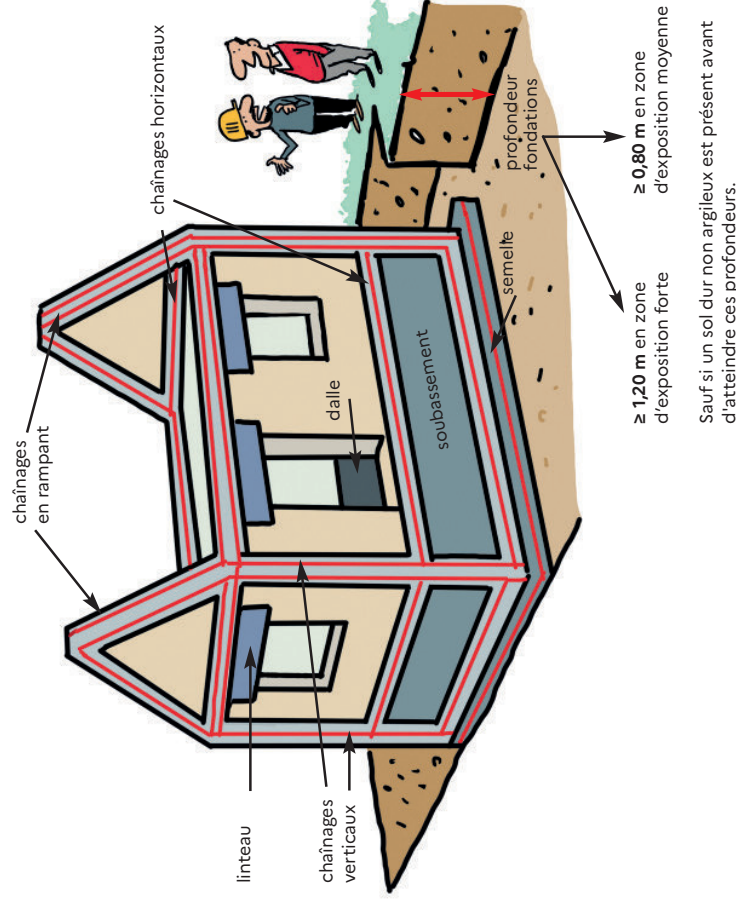 chaînages
en rampant
chaînages horizontaux
linteau
chaînages
verticaux
dalle
soubassement
semelle
profondeur
fondations
≥ 1,20 m en zone
d'exposition forte
≥ 0,80 m en zone
d'exposition moyenne
Sauf si un sol dur non argileux est présent avant
d'atteindre ces profondeurs.